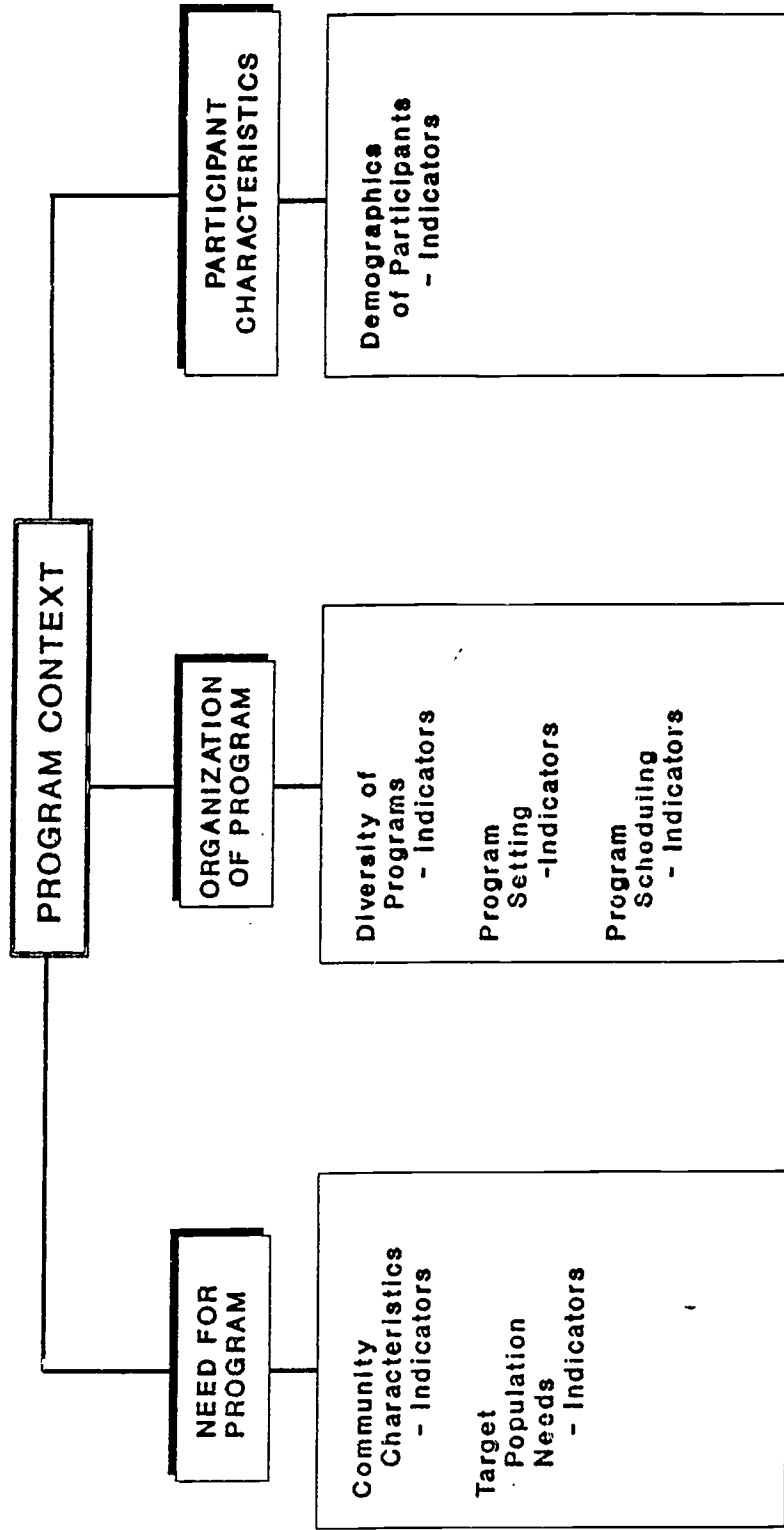 PROGRAM CONTEXT
NEED FOR
PROGRAM
Community
Characteristics
- Indicators
Target
Population
Needs
- Indicators
ORGANIZATION
OF PROGRAM
Diversity of
Programs
- Indicators
Program
Setting
-Indicators
Program
Schoduiing
- Indicators
PARTICIPANT
CHARACTERISTICS
Demographics
of Participants
- Indicators